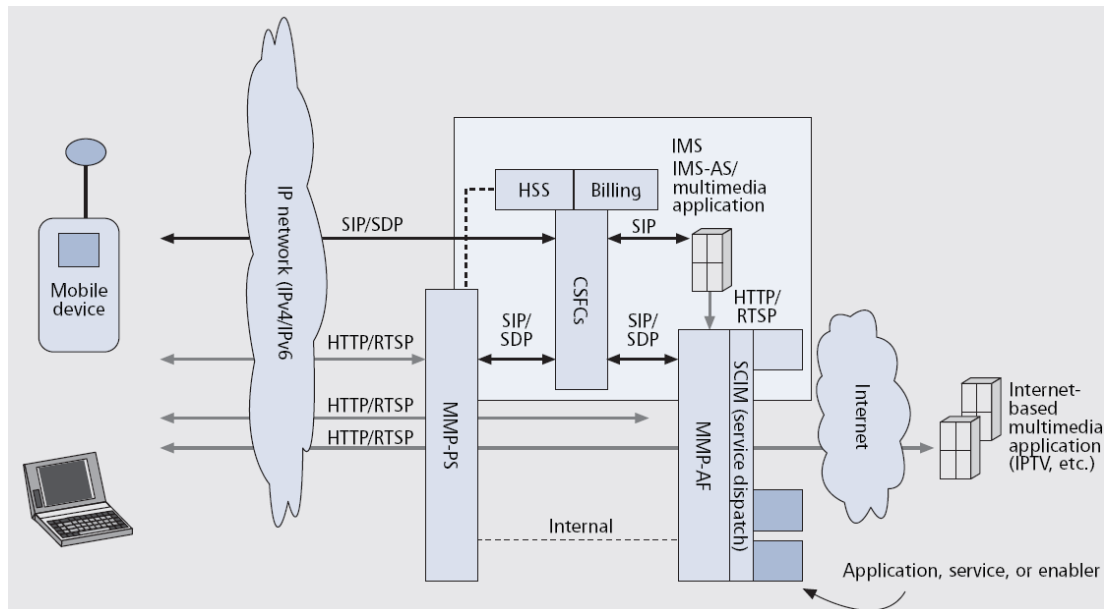 IMS
IMS-AS/
multimedia
application
HSS
Billing
SIP/SDP
SIP
Mobile
device
IP network (IPv4/IPv6
CSFCs
HTTP/
RTSP
SIP/
SDP
SIP/
SDP
HTTP/RTSP
HTTP/RTSP
HTTP/RTSP
MMP-PS
MMP-AF
SCIM (service dispatch)
Internet
Internet-
based
multimedia
application
(IPTV, etc.)
Internal
Application, service, or enabler